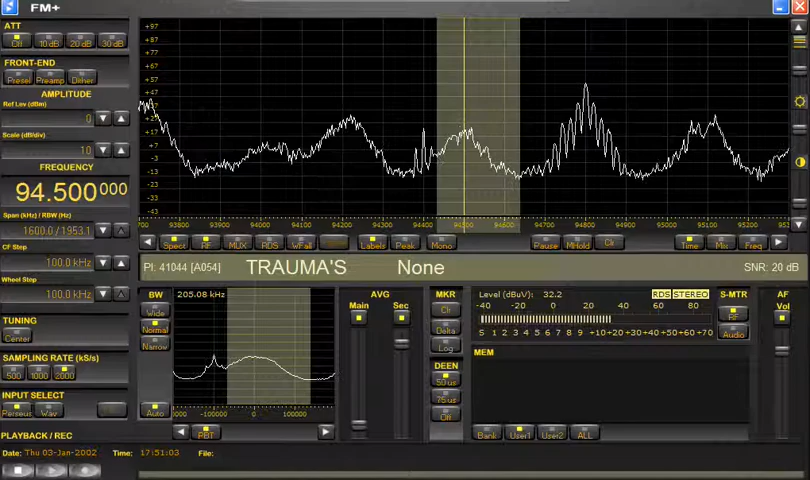 FM+
ATT
Off 10 dB 20 dB 30 dB
FRONT-END
Presel Preamp Dither
AMPLITUDE
Ref Lev (dBm)
0
Scale (dB/div)
10
FREQUENCY
94.500000
Span (kHz) / RBW (Hz)
1600.0 / 1953.1
CF Step
100.0 kHz
Wheel Step
100.0 kHz
TUNING
Center
SAMPLING RATE (kS/s)
500 1000 2000
INPUT SELECT
Perseus Wav
PLAYBACK / REC
Date: Thu 03-Jan-2002 Time: 17:51:03 File:
+97
+87
+77
+67
+57
+47
+37
+27
+17
+7
-3
-13
-23
-33
-43
93800 93900 94000 94100 94200 94300 94400 94500 94600 94700 94800 94900 95000 95100 95200
Spect RF MUX RDS WFall Labels Peak Mono Pause MHold Clr Time Mix Freq
PI: 41044 [A054] TRAUMA'S None SNR: 20 dB
BW
Wide
Normal
Narrow
Auto
205.08 kHz
-100000 0 100000
PBT
AVG
Main Sec
MKR
Clr
Delta
Log
DEEN
50 us
75 us
Off
Level (dBuV): 32.2 RDS STEREO
-40 -20 0 20 40 60 80
S 1 2 3 4 5 6 7 8 9 +10 +20 +30 +40 +50 +60 +70
S-MTR
RF
Audio
AF
Vol
MEM
Bank User1 User2 ALL